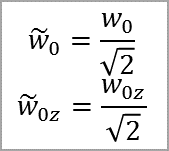 w̃₀ = w₀/√2
w̃₀z = w₀z/√2